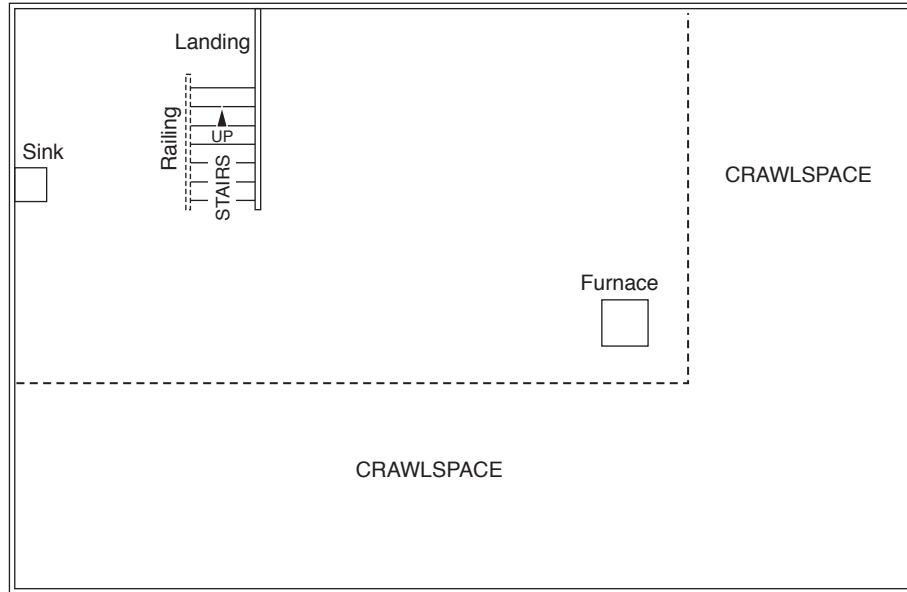 Landing
Railing
UP
STAIRS
Sink
CRAWLSPACE
Furnace
CRAWLSPACE